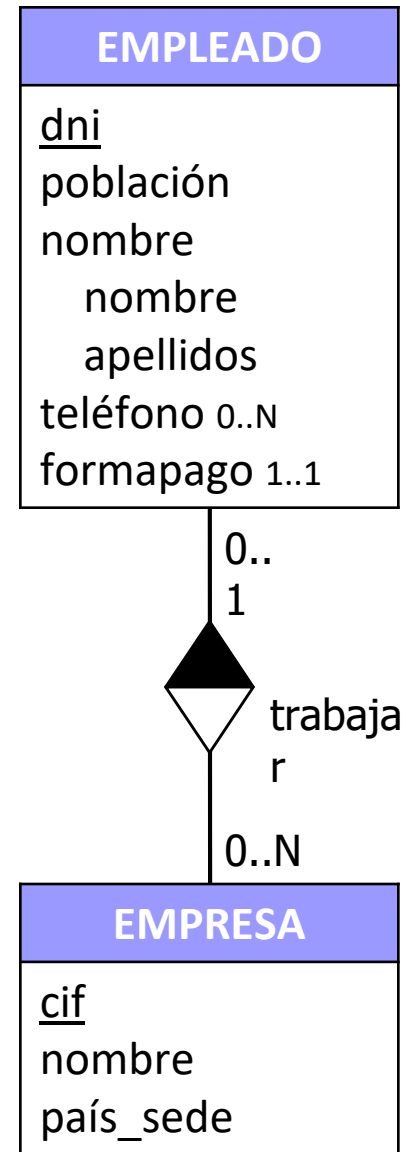 EMPLEADO
dni
población
nombre
nombre
apellidos
teléfono 0..N
formapago 1..1
0..
1
trabaja
r
0..N
EMPRESA
cif
nombre
país_sede